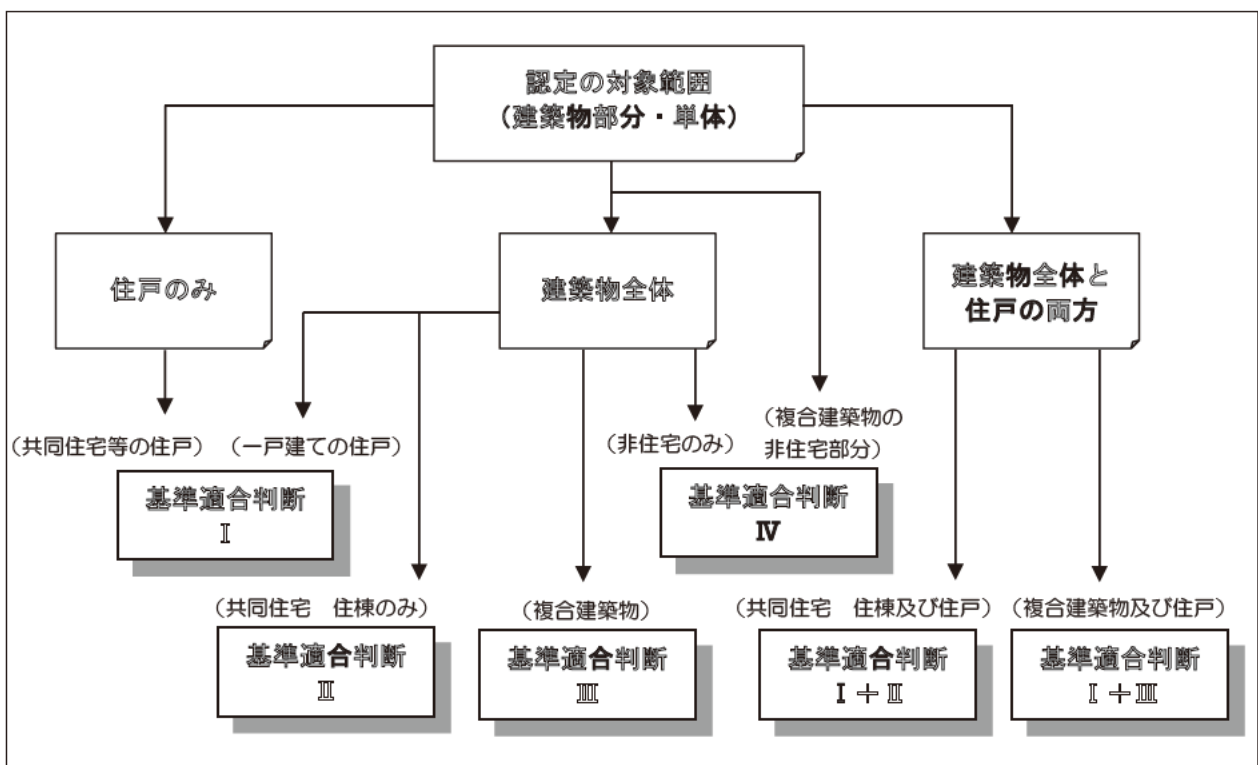 認定の対象範囲
（建築物部分・単体）
住戸のみ
建築物全体
建築物全体と
住戸の両方
（共同住宅等の住戸）
（一戸建ての住戸）
（非住宅のみ）
（複合建築物の
非住宅部分）
基準適合判断
Ⅰ
基準適合判断
Ⅳ
（共同住宅　住棟のみ）
（複合建築物）
（共同住宅　住棟及び住戸）
（複合建築物及び住戸）
基準適合判断
Ⅱ
基準適合判断
Ⅲ
基準適合判断
Ⅰ＋Ⅱ
基準適合判断
Ⅰ＋Ⅲ